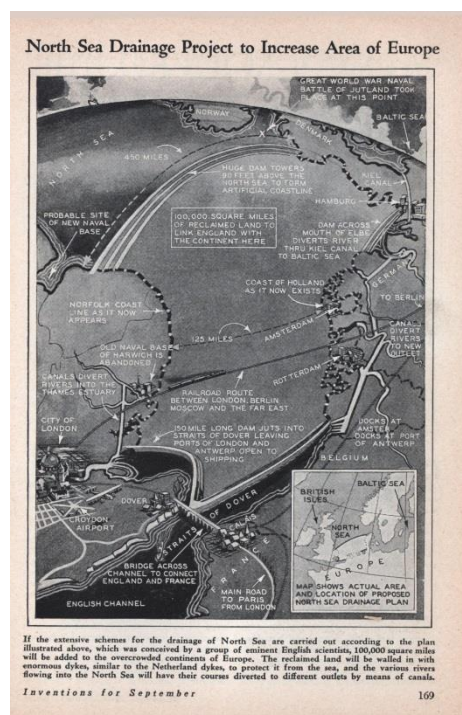 North Sea Drainage Project to Increase Area of Europe
GREAT WORLD WAR NAVAL
BATTLE OF JUTLAND TOOK
PLACE AT THIS POINT
NORWAY
BALTIC SEA
DENMARK
X
NORTH SEA
450 MILES
KIEL
CANAL
HUGE DAM TOWERS
90 FEET ABOVE THE
NORTH SEA TO FORM
ARTIFICIAL COASTLINE
HAMBURG
PROBABLE SITE
OF NEW NAVAL
BASE
100,000 SQUARE MILES
OF RECLAIMED LAND TO
LINK ENGLAND WITH
THE CONTINENT HERE
DAM ACROSS
MOUTH OF ELBE
DIVERTS RIVER
THRU KIEL CANAL
TO BALTIC SEA
GERMANY
COAST OF HOLLAND
AS IT NOW EXISTS
TO BERLIN
NORFOLK COAST
LINE AS IT NOW
APPEARS
125 MILES
AMSTERDAM
CANALS
DIVERT
RIVERS
TO NEW
OUTLET
OLD NAVAL BASE
OF HARWICH IS
ABANDONED
ROTTERDAM
CANALS DIVERT
RIVERS INTO THE
THAMES ESTUARY
RAILROAD ROUTE
BETWEEN LONDON, BERLIN
MOSCOW AND THE FAR EAST
CITY OF
LONDON
150 MILE LONG DAM JUTS INTO
STRAITS OF DOVER LEAVING
PORTS OF LONDON AND
ANTWERP OPEN TO
SHIPPING
DOCKS AT
DOCKS AT PORT
OF ANTWERP
BELGIUM
CROYDON
AIRPORT
DOVER
STRAITS OF DOVER
CALAIS
BRIDGE ACROSS
CHANNEL TO CONNECT
ENGLAND AND FRANCE
FRANCE
MAIN ROAD
TO PARIS
FROM LONDON
ENGLISH CHANNEL
BALTIC SEA
BRITISH
ISLES
NORTH
SEA
EUROPE
MAP SHOWS ACTUAL AREA
AND LOCATION OF PROPOSED
NORTH SEA DRAINAGE PLAN
If the extensive schemes for the drainage of North Sea are carried out according to the plan
illustrated above, which was conceived by a group of eminent English scientists, 100,000 square miles
will be added to the overcrowded continents of Europe. The reclaimed land will be walled in with
enormous dykes, similar to the Netherland dykes, to protect it from the sea, and the various rivers
flowing into the North Sea will have their courses diverted to different outlets by means of canals.
Inventions for September
169